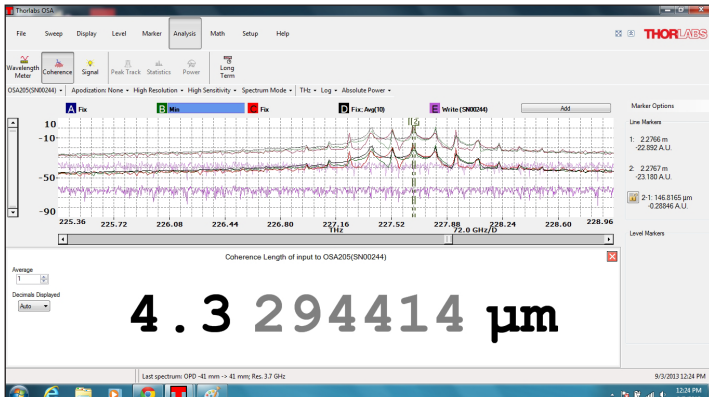 Thorlabs OSA
File Sweep Display Level Marker Analysis Math Setup Help
THORLABS
Wavelength Meter
Coherence
Signal
Peak Track
Statistics
Power
Long Term
OSA205(SN00244) Apodization: None High Resolution High Sensitivity Spectrum Mode THz Log Absolute Power
A Fix
B Min
C Fix
D Fix: Avg(10)
E Write (SN00244)
Add
Marker Options
Line Markers
1: 2.2766 m
-22.892 A.U.
2: 2.2767 m
-23.180 A.U.
2-1: 146.8165 µm
-0.28846 A.U.
Level Markers
10
-10
-50
-90
225.36 225.72 226.08 226.44 226.80 227.16 227.52 227.88 228.24 228.60 228.96
THz
72.0 GHz/D
Coherence Length of input to OSA205(SN00244)
Average
1
Decimals Displayed
Auto
4.3294414 µm
Last spectrum: OPD -41 mm -> 41 mm; Res. 3.7 GHz
9/3/2013 12:24 PM
12:24 PM